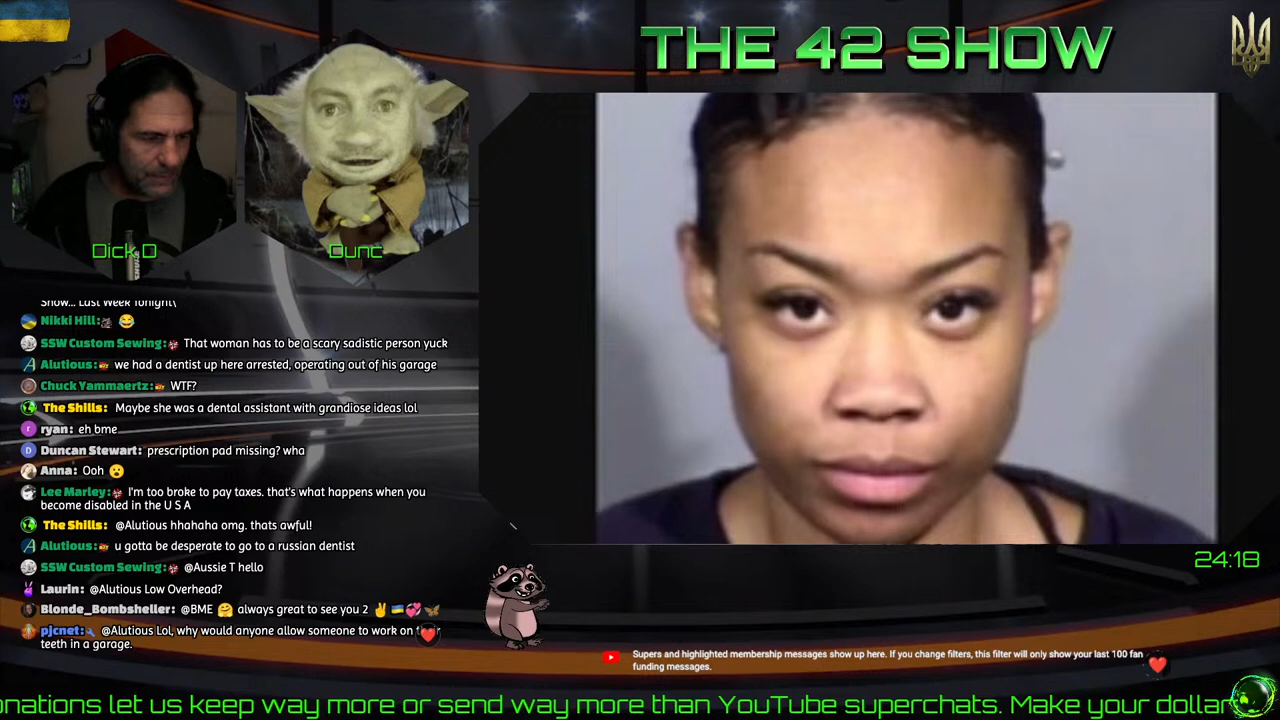 THE 42 SHOW
Dick D
Dunc
Show... Last Week Tonight\
Nikki Hill:
SSW Custom Sewing: That woman has to be a scary sadistic person yuck
Alutious: we had a dentist up here arrested, operating out of his garage
Chuck Yammaertz: WTF?
The Shills: Maybe she was a dental assistant with grandiose ideas lol
ryan: eh bme
Duncan Stewart: prescription pad missing? wha
Anna: Ooh 😮
Lee Marley: I'm too broke to pay taxes. that's what happens when you
become disabled in the U S A
The Shills: @Alutious hhahaha omg. thats awful!
Alutious: u gotta be desperate to go to a russian dentist
SSW Custom Sewing: @Aussie T hello
Laurin: @Alutious Low Overhead?
Blonde_Bombsheller: @BME 🤗 always great to see you 2 ✌️🇺🇦💞🦋
pjcnet: @Alutious Lol, why would anyone allow someone to work on
teeth in a garage.
24:18
Supers and highlighted membership messages show up here. If you change filters, this filter will only show your last 100 fan
funding messages.
onations let us keep way more or send way more than YouTube superchats. Make your dollar